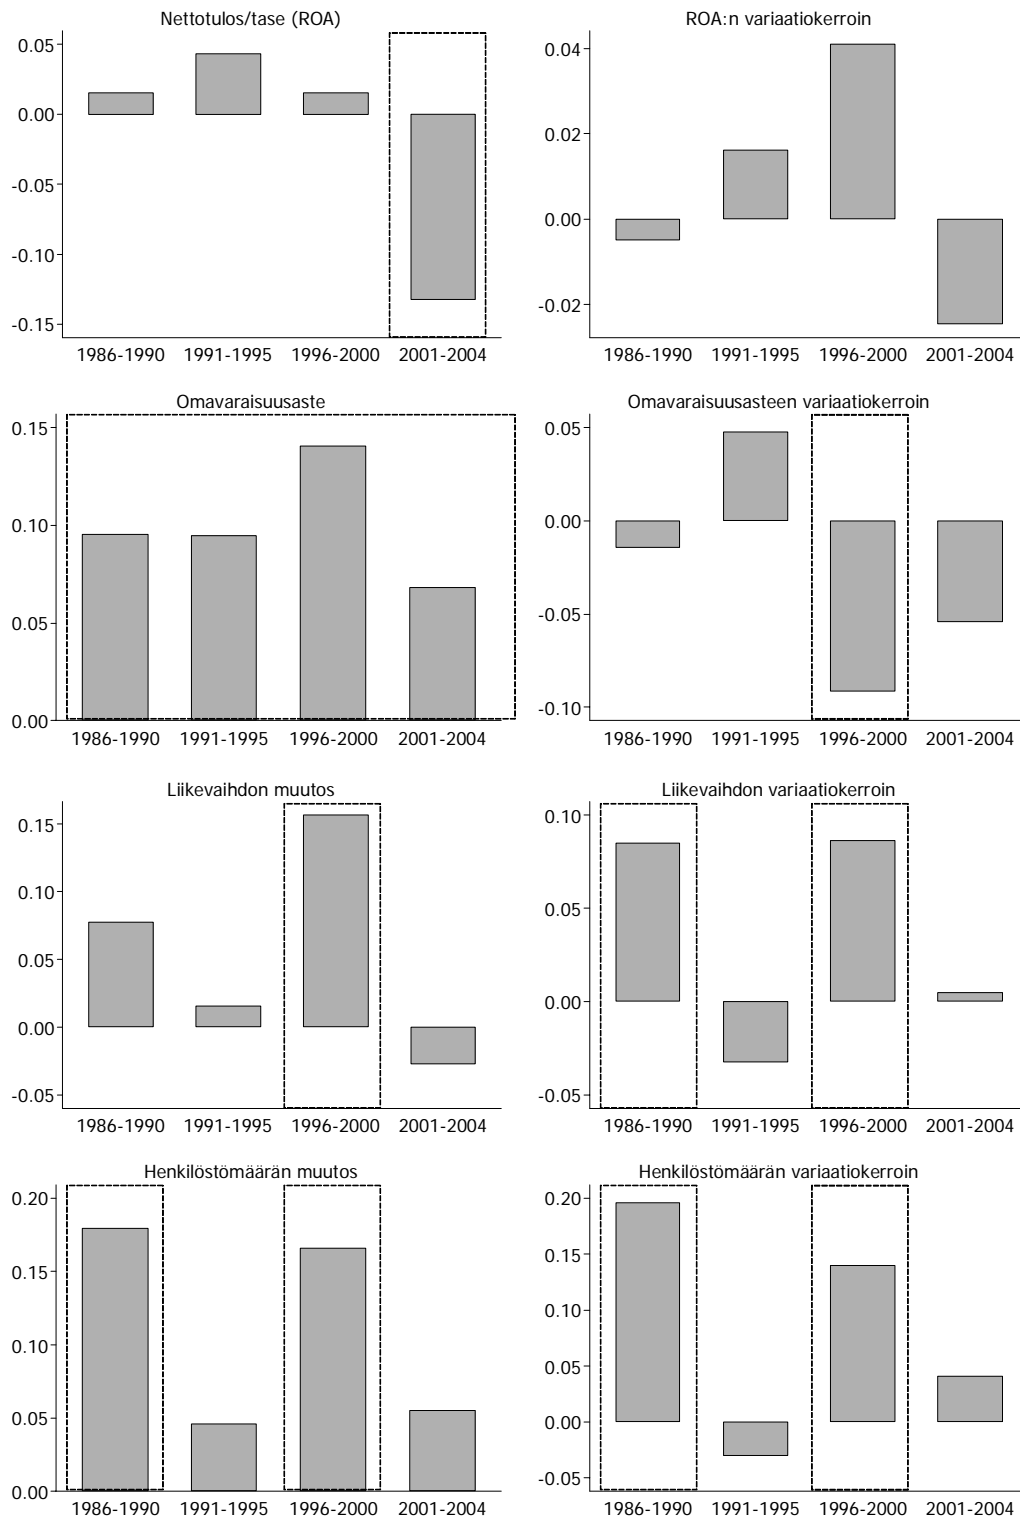 Nettotulos/tase (ROA)
0.05
0.00
-0.05
-0.10
-0.15
1986-1990 1991-1995 1996-2000 2001-2004
ROA:n variaatiokerroin
0.04
0.02
0.00
-0.02
1986-1990 1991-1995 1996-2000 2001-2004
Omavaraisuusaste
0.15
0.10
0.05
0.00
1986-1990 1991-1995 1996-2000 2001-2004
Omavaraisuusasteen variaatiokerroin
0.05
0.00
-0.05
-0.10
1986-1990 1991-1995 1996-2000 2001-2004
Liikevaihdon muutos
0.15
0.10
0.05
0.00
-0.05
1986-1990 1991-1995 1996-2000 2001-2004
Liikevaihdon variaatiokerroin
0.10
0.05
0.00
-0.05
1986-1990 1991-1995 1996-2000 2001-2004
Henkilöstömäärän muutos
0.20
0.15
0.10
0.05
0.00
1986-1990 1991-1995 1996-2000 2001-2004
Henkilöstömäärän variaatiokerroin
0.20
0.15
0.10
0.05
0.00
-0.05
1986-1990 1991-1995 1996-2000 2001-2004